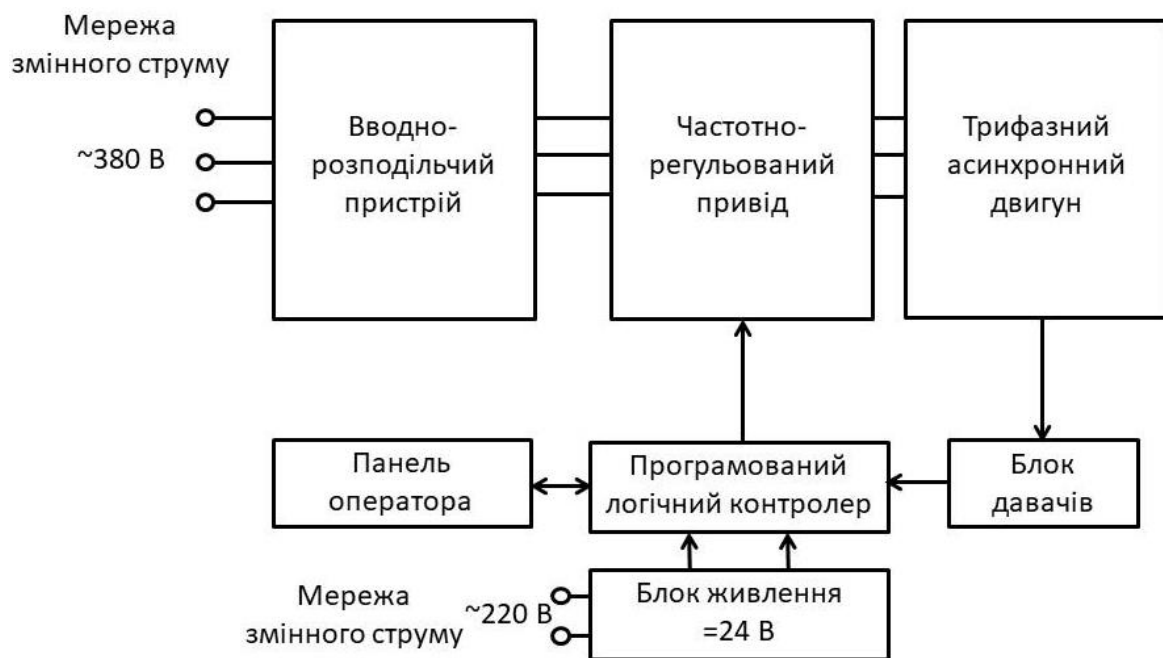 Мережа
змінного струму
~380 В
Вводно-
розподільчий
пристрій
Частотно-
регульований
привід
Трифазний
асинхронний
двигун
Панель
оператора
Програмований
логічний контролер
Блок
давачів
Мережа
змінного струму
~220 В
Блок живлення
=24 В